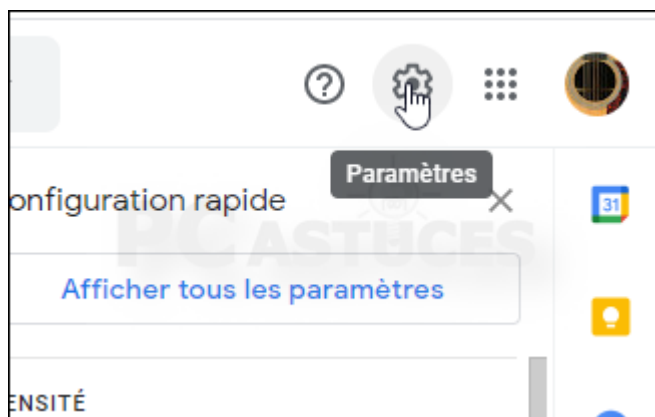 Paramètres
onfiguration rapide
PC ASTUCES
Afficher tous les paramètres
ENSITÉ
31